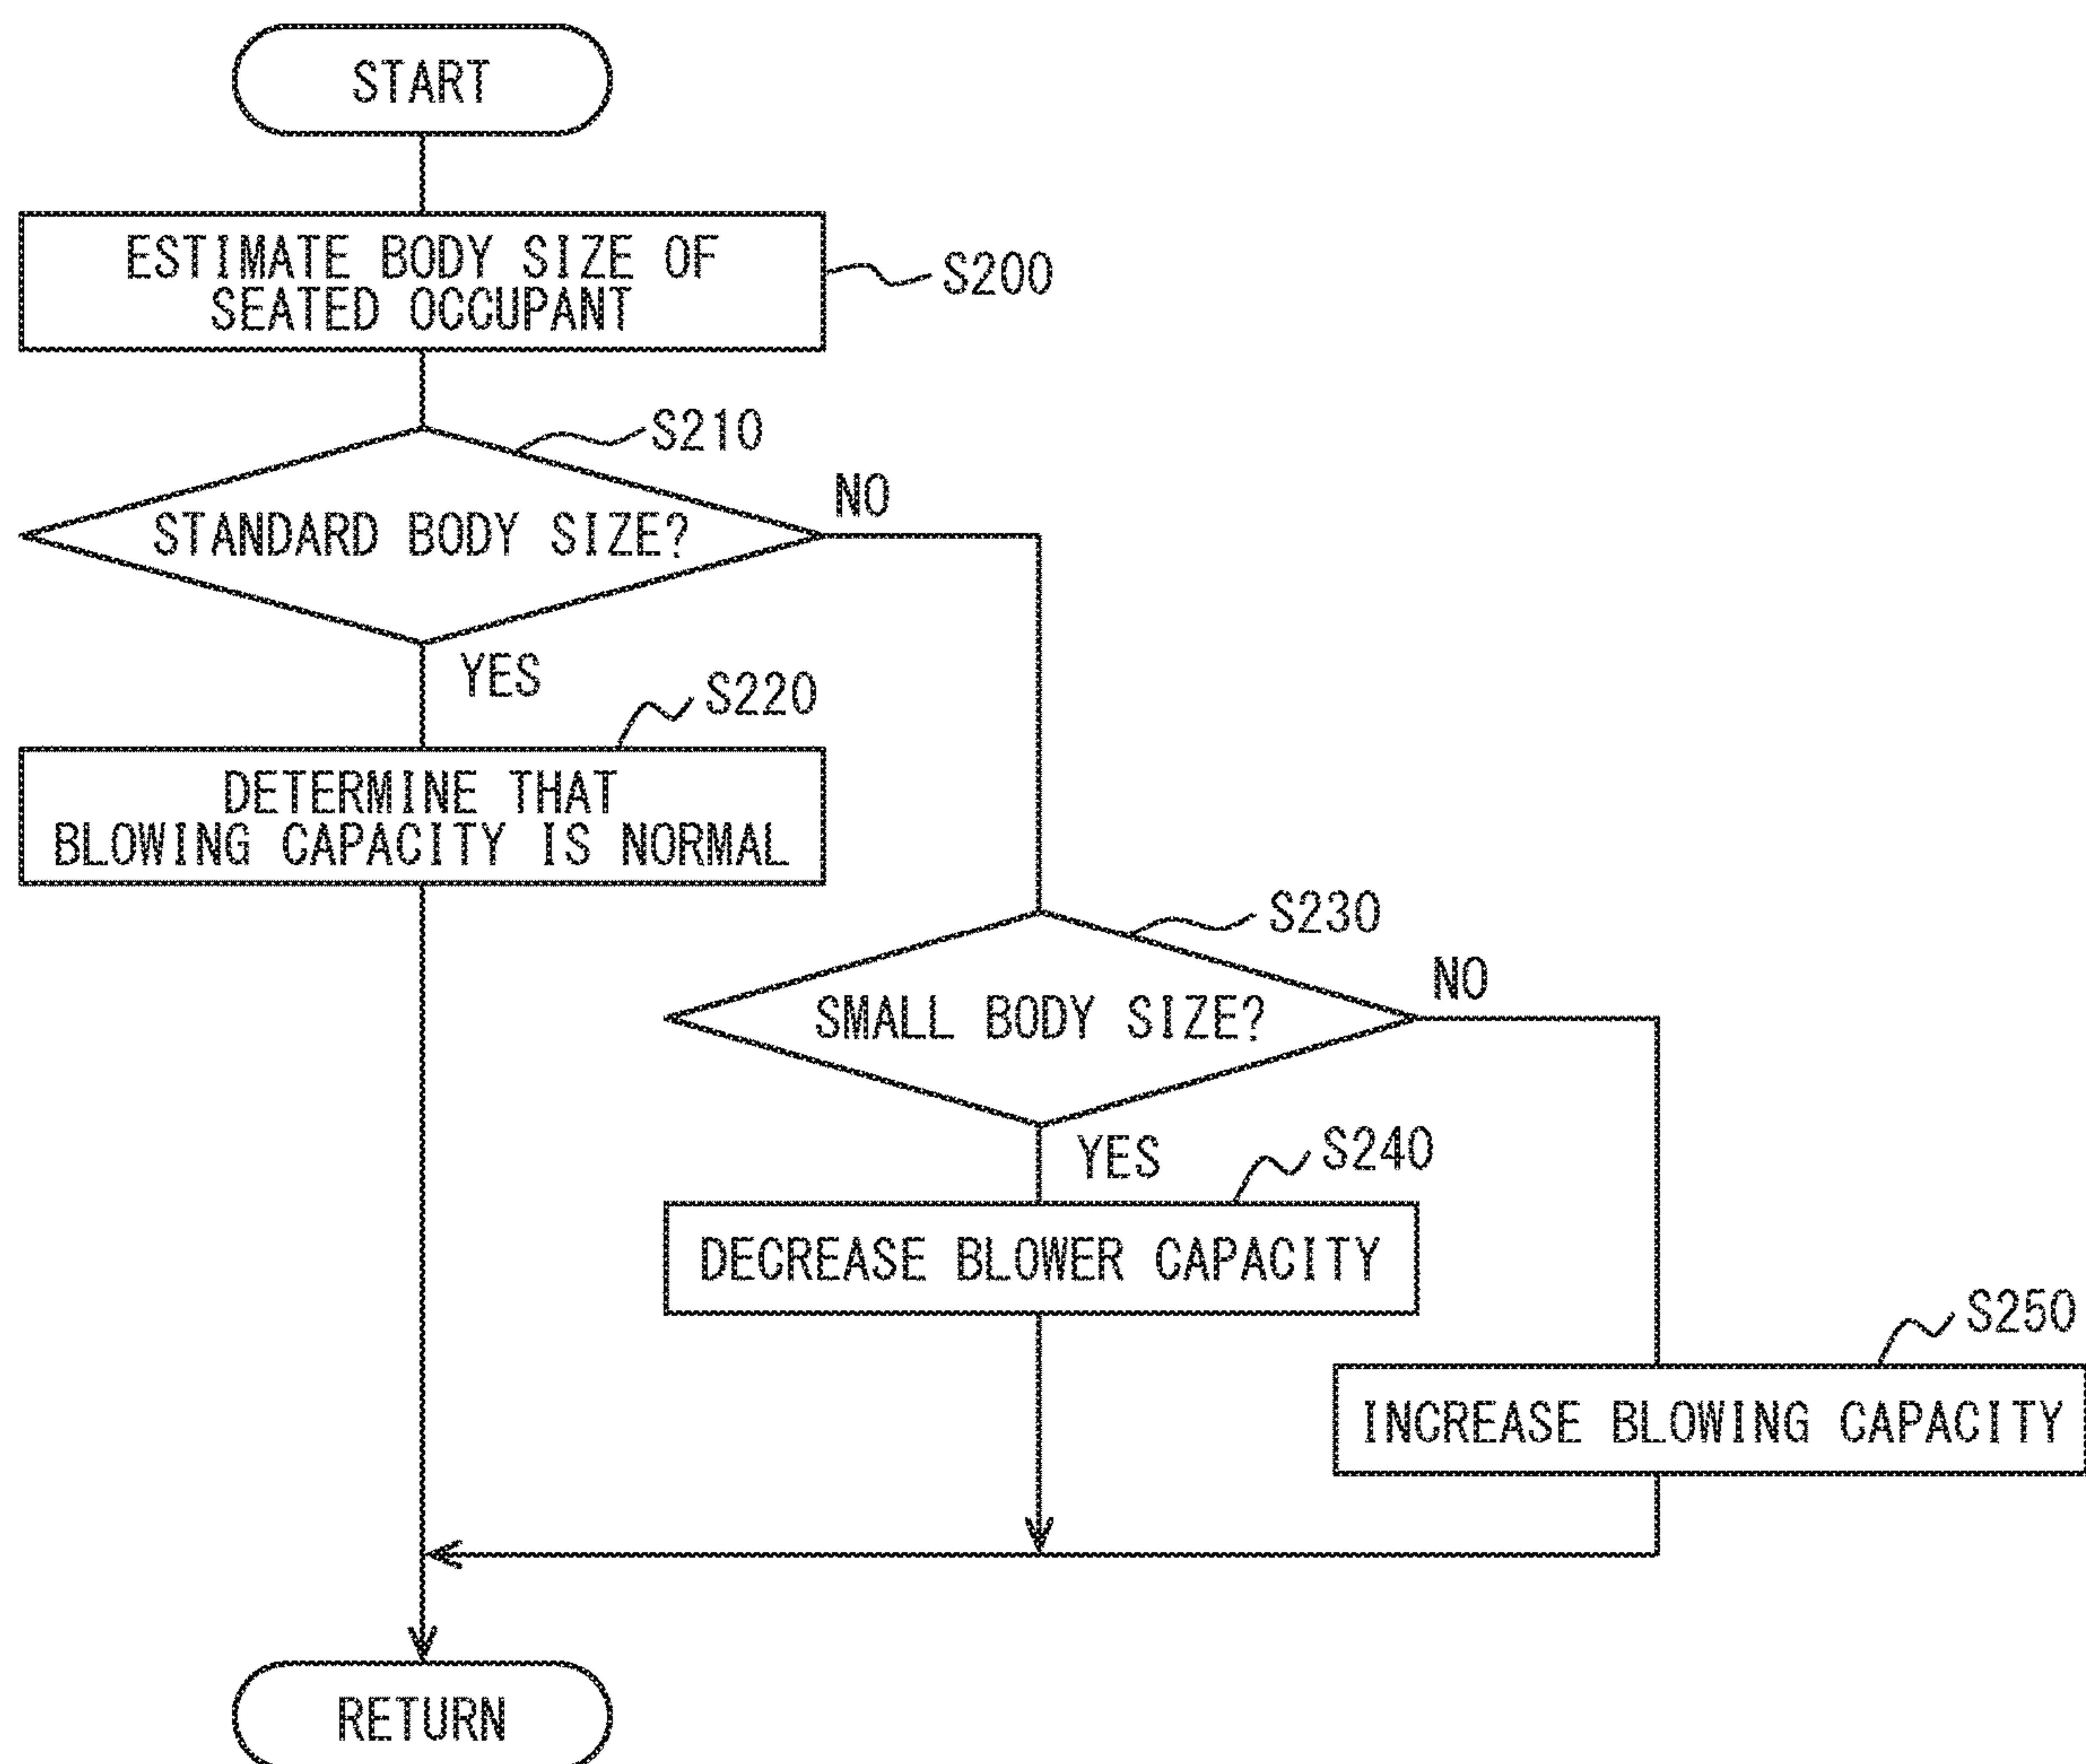 START
ESTIMATE BODY SIZE OF
SEATED OCCUPANT
S200
S210
STANDARD BODY SIZE?
NO
YES
S220
DETERMINE THAT
BLOWING CAPACITY IS NORMAL
S230
SMALL BODY SIZE?
NO
YES
S240
DECREASE BLOWER CAPACITY
S250
INCREASE BLOWING CAPACITY
RETURN